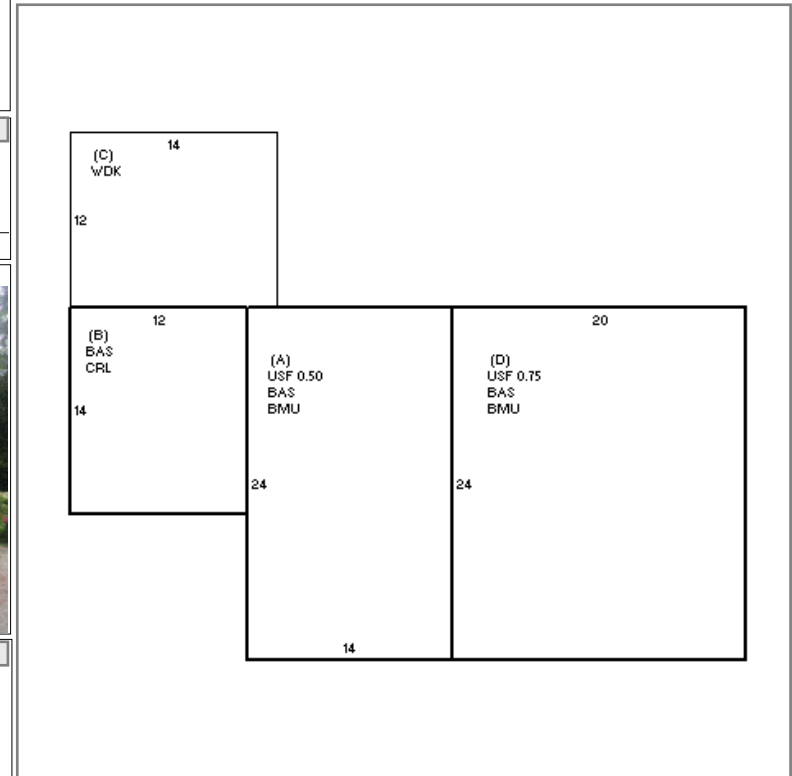 14
(C)
WDK
12
12
(B)
BAS
CRL
14
(A)
USF 0.50
BAS
BMU
24
14
20
(D)
USF 0.75
BAS
BMU
24